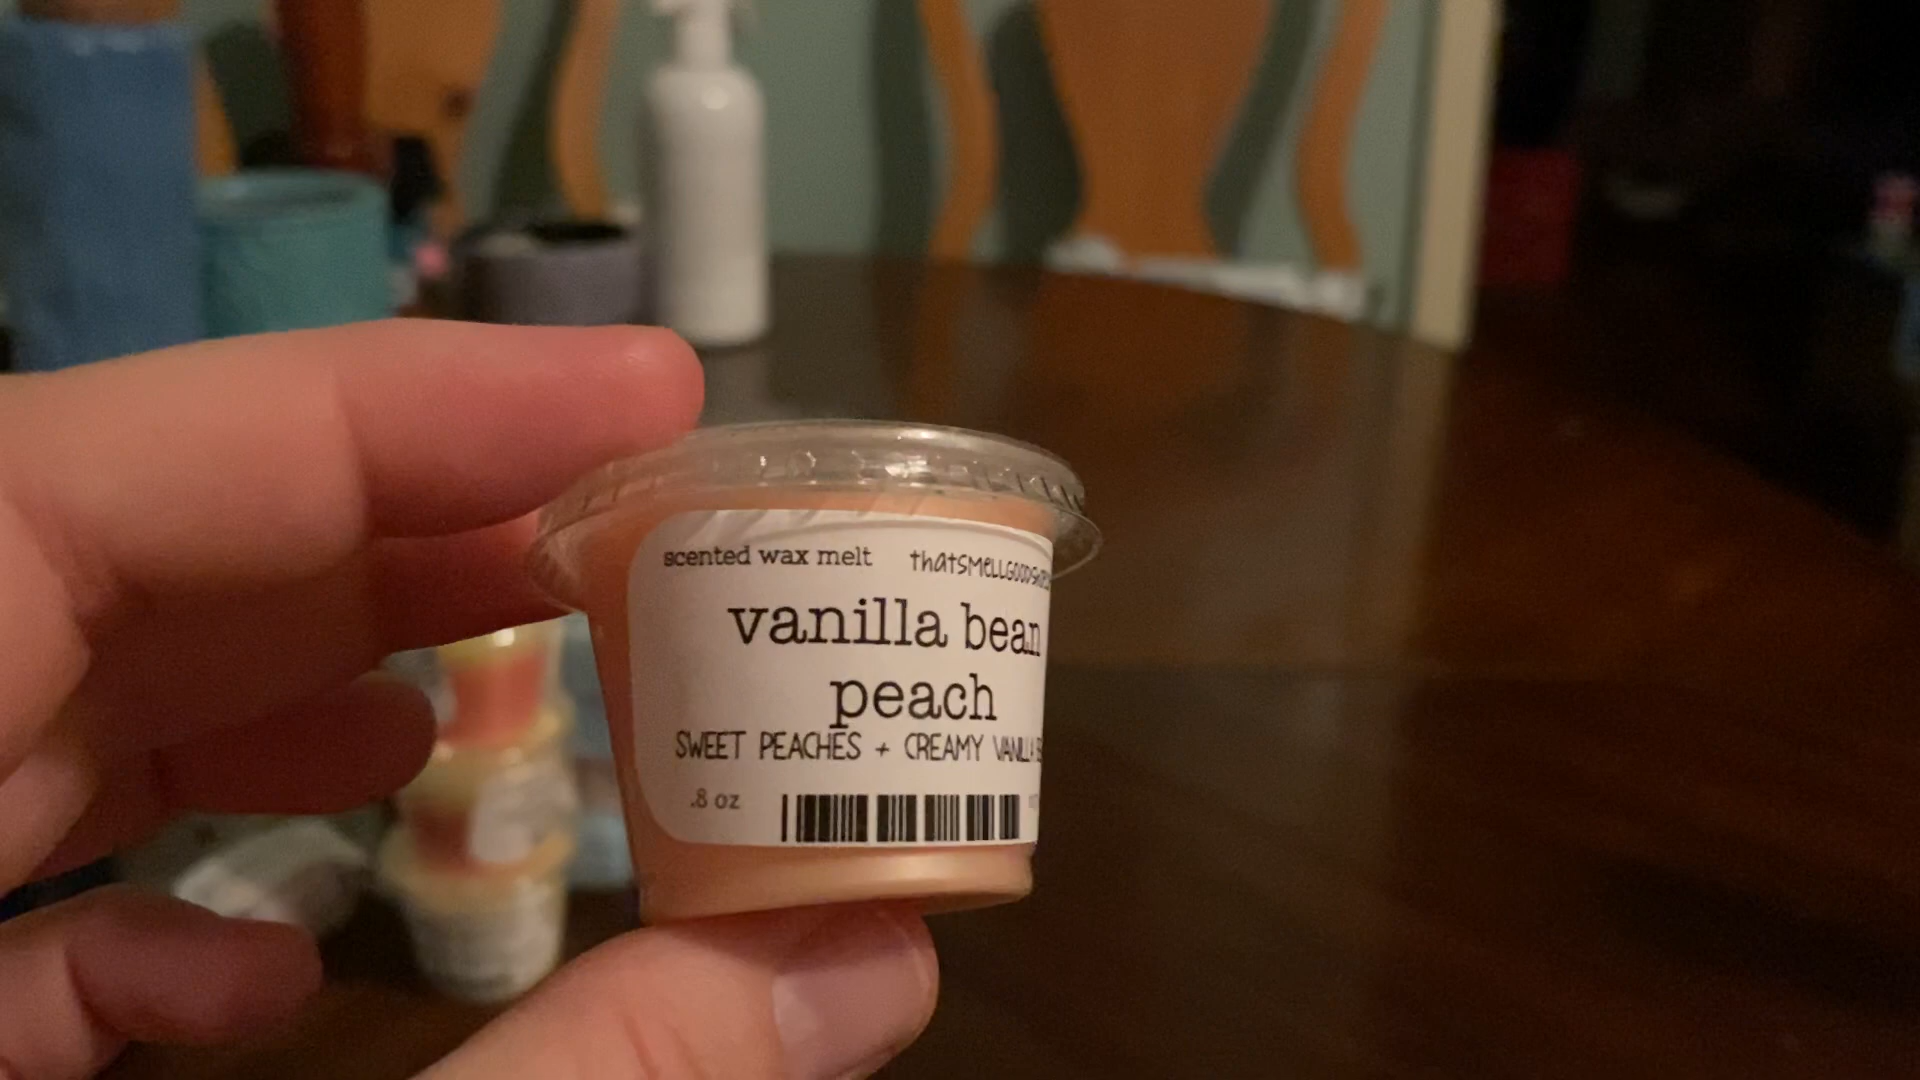 scented wax melt
vanilla bean
peach
SWEET PEACHES + CREAMY
.8 oz